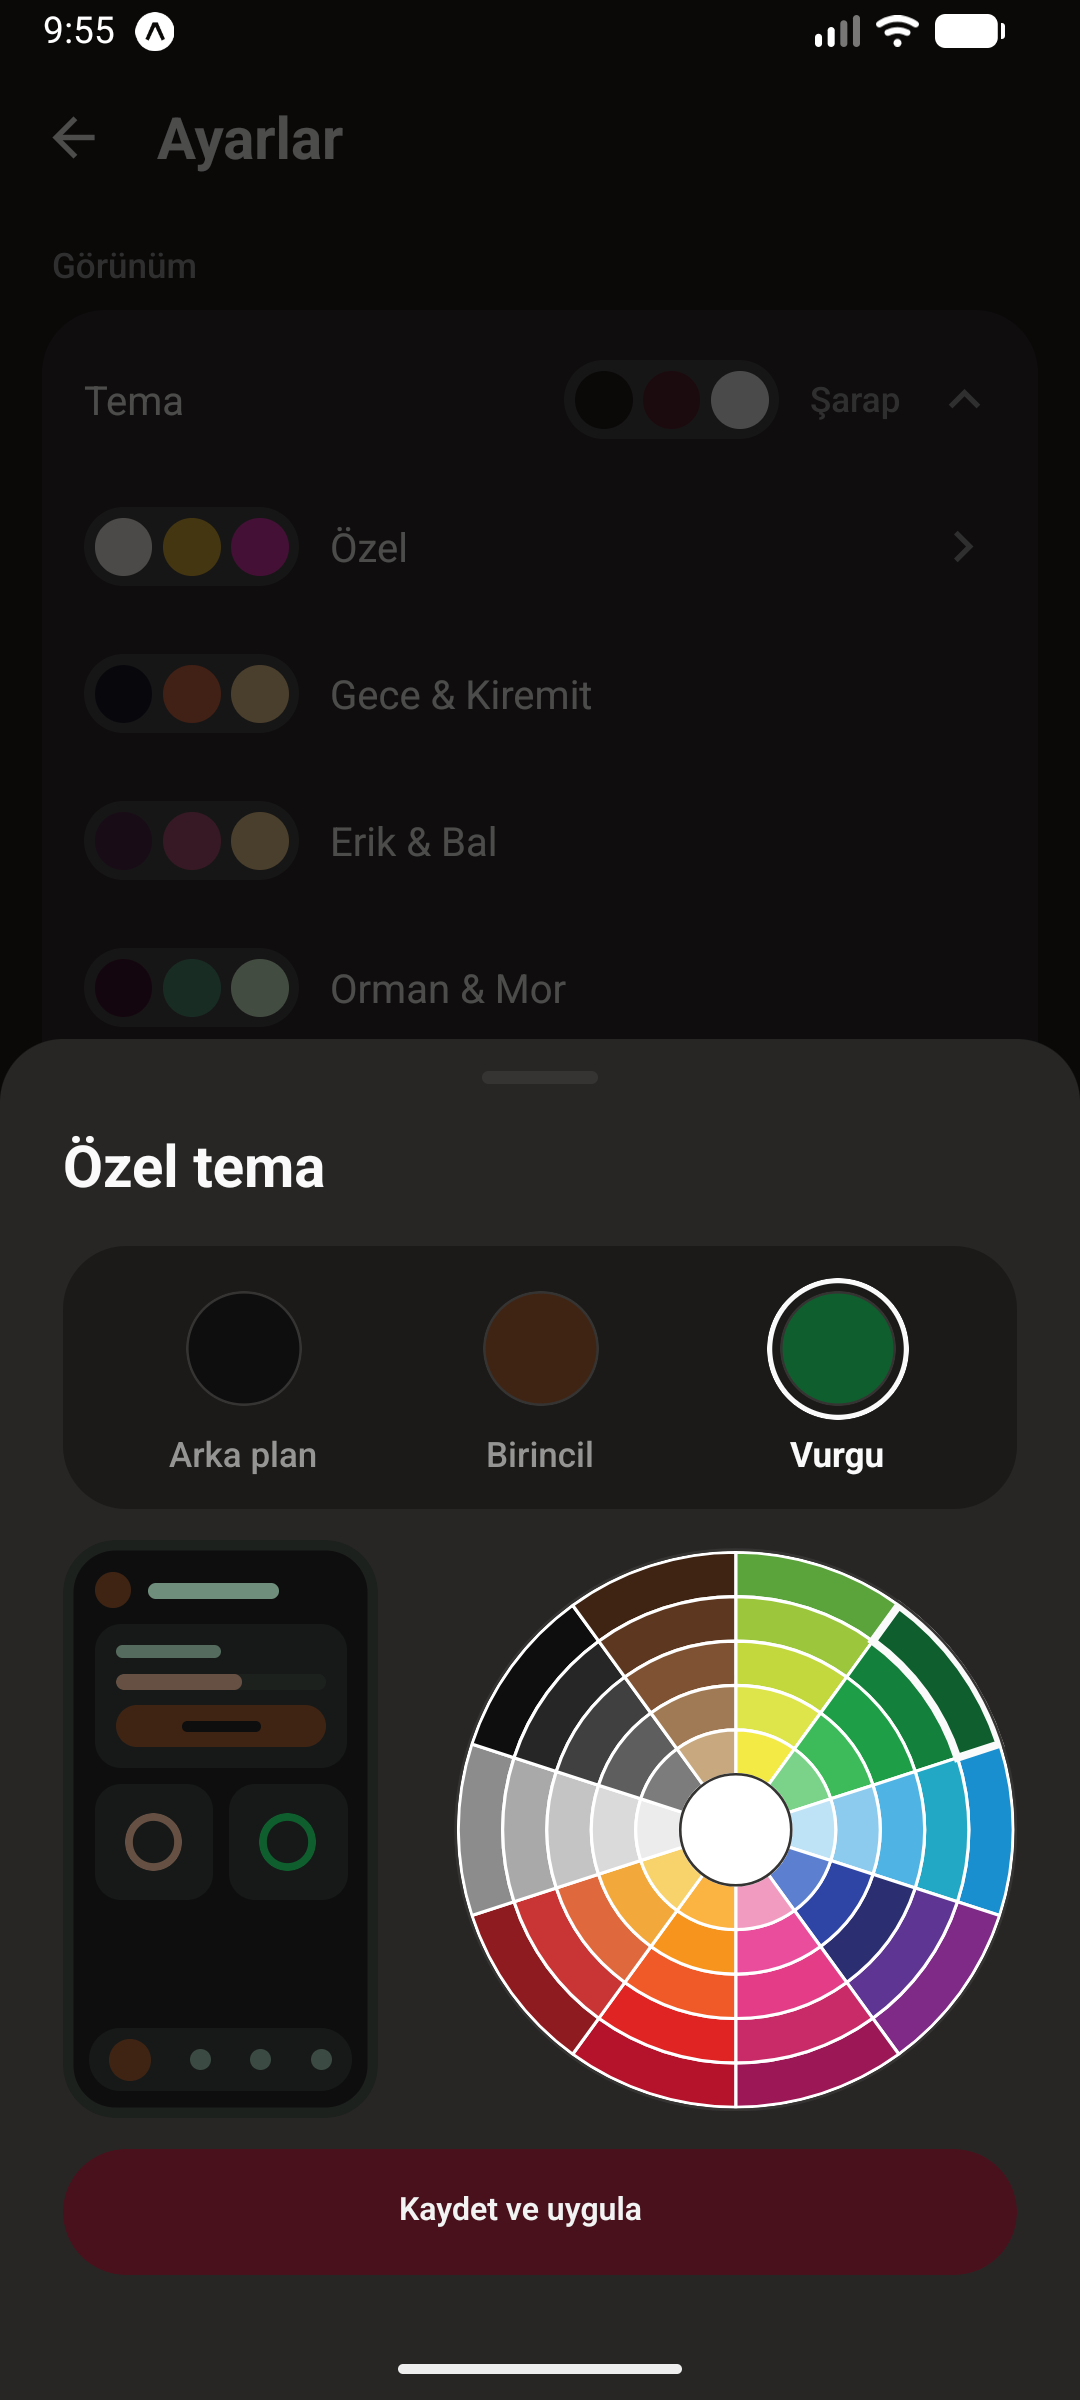 9:55
Ayarlar
Görünüm
Tema
Şarap
Özel
Gece & Kiremit
Erik & Bal
Orman & Mor
Özel tema
Arka plan
Birincil
Vurgu
Kaydet ve uygula